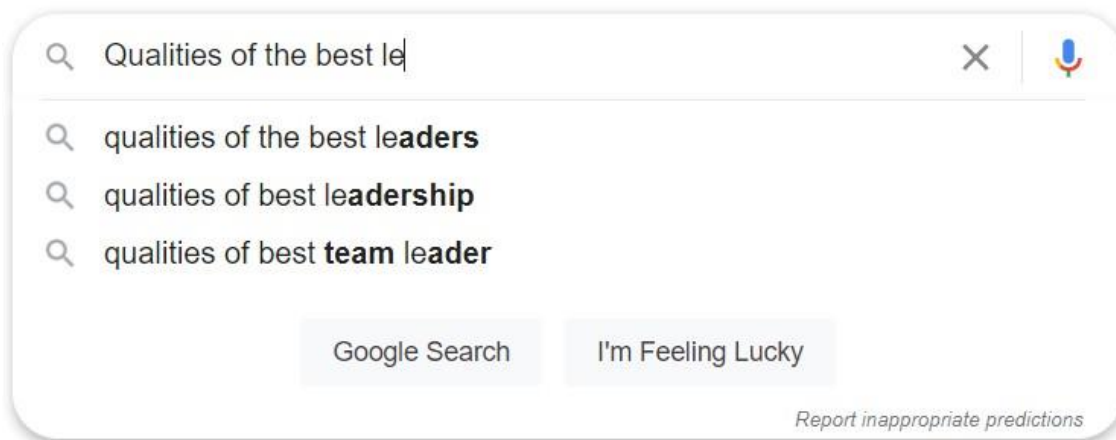 Qualities of the best le
qualities of the best leaders
qualities of best leadership
qualities of best team leader
Google Search I'm Feeling Lucky
Report inappropriate predictions